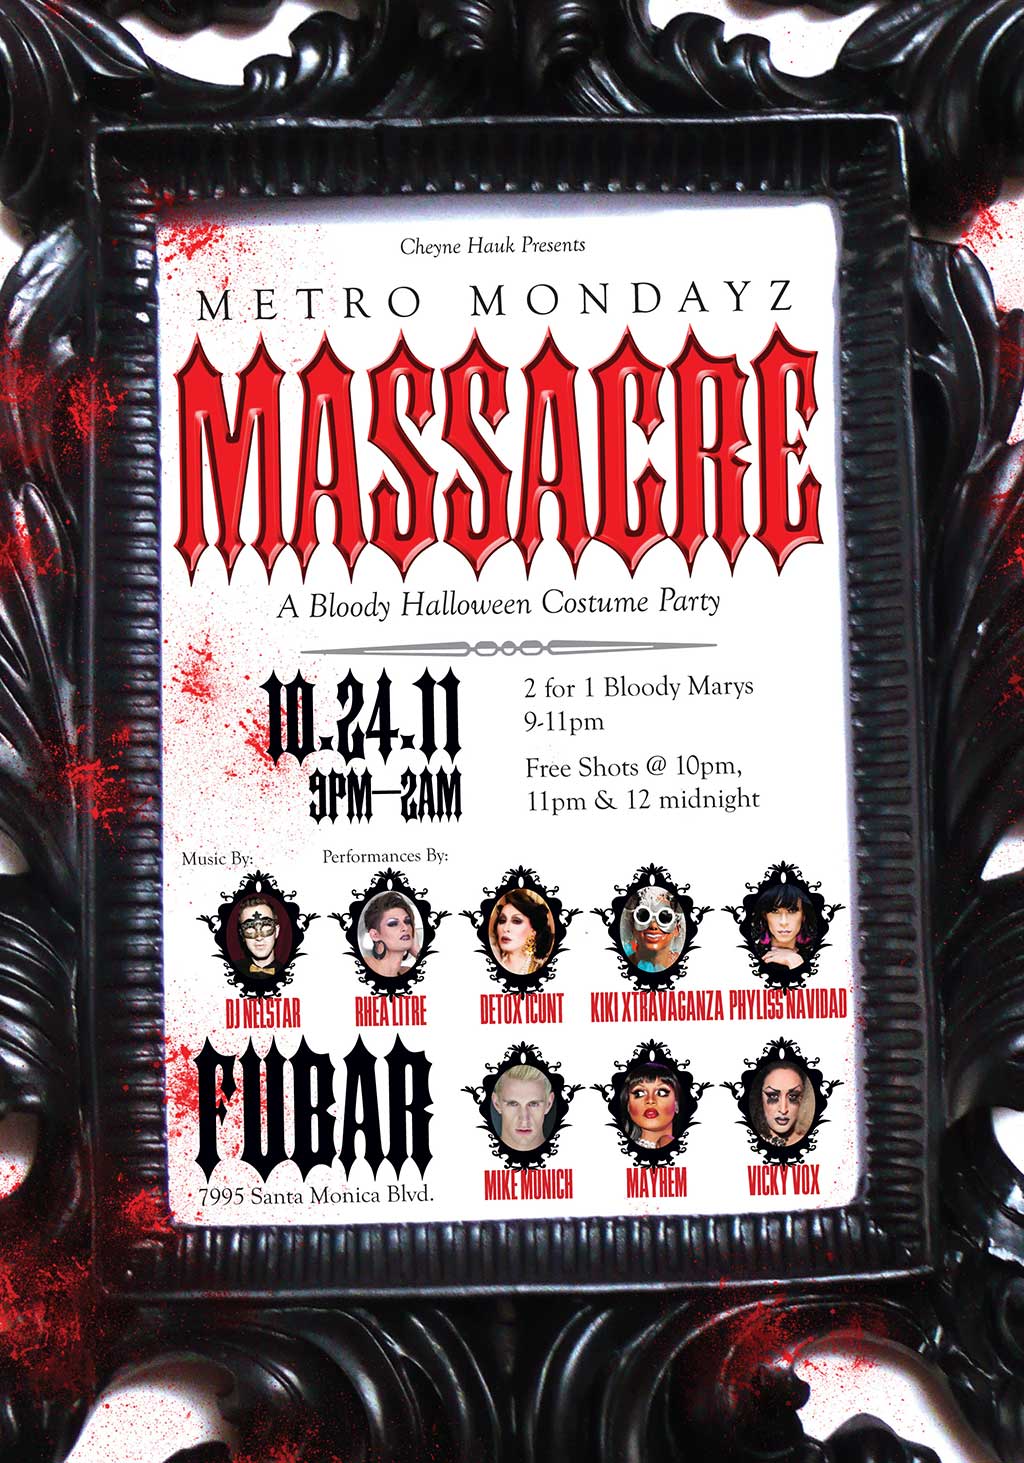 Cheyne Hauk Presents
METRO MONDAYZ
MASSACRE
A Bloody Halloween Costume Party
10.24.11
9PM—2AM
2 for 1 Bloody Marys
9-11pm
Free Shots @ 10pm,
11pm & 12 midnight
Music By:
Performances By:
DJ NELSTAR
RHEA LITRE
DETOX ICUNT
KIKI XTRAVAGANZA
PHYLISS NAVIDAD
FUBAR
7995 Santa Monica Blvd.
MIKE MUNICH
MAYHEM
VICKY VOX